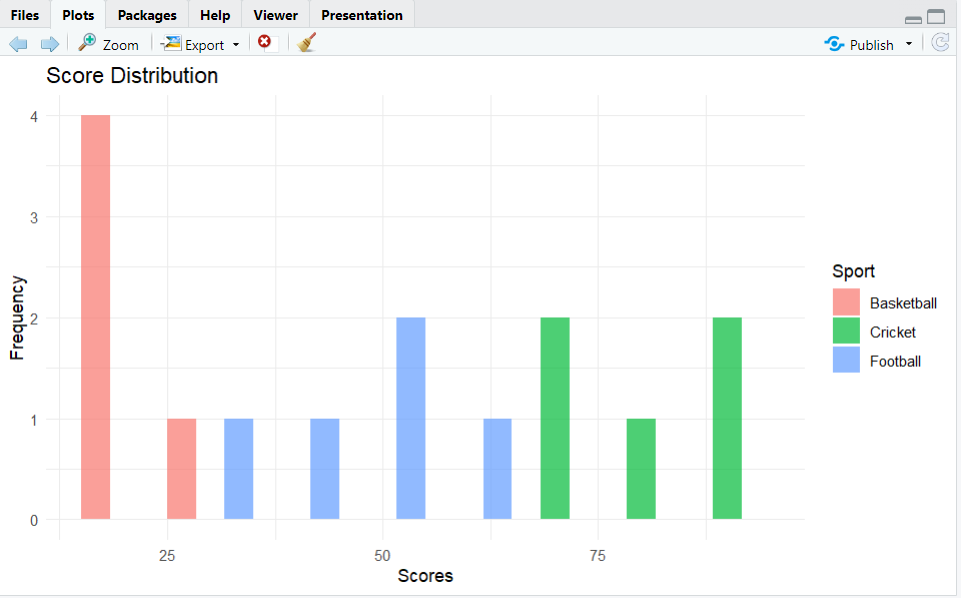 Files Plots Packages Help Viewer Presentation
Zoom Export Publish
Score Distribution
4
3
2
1
0
Frequency
25 50 75
Scores
Sport
Basketball
Cricket
Football